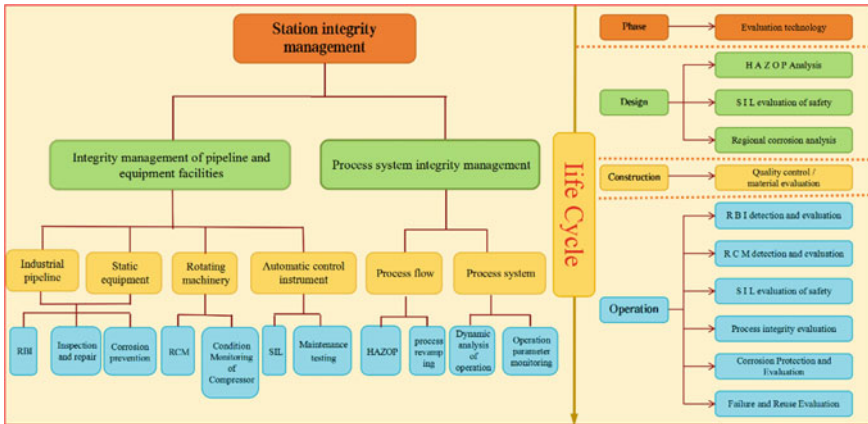 Station integrity
management
Integrity management of pipeline and
equipment facilities
Process system integrity management
Industrial
pipeline
Static
equipment
Rotating
machinery
Automatic control
instrument
Process flow
Process system
RBI
Inspection
and repair
Corrosion
prevention
RCM
Condition
Monitoring
of
Compressor
SIL
Maintenance
testing
HAZOP
process
revamp
ing
Dynamic
analysis
of
operation
Operation
parameter
monitoring
life Cycle
Phase
Evaluation technology
Design
H A Z O P Analysis
S I L evaluation of safety
Regional corrosion analysis
Construction
Quality control /
material evaluation
Operation
R B I detection and evaluation
R C M detection and evaluation
S I L evaluation of safety
Process integrity evaluation
Corrosion Protection and
Evaluation
Failure and Reuse Evaluation